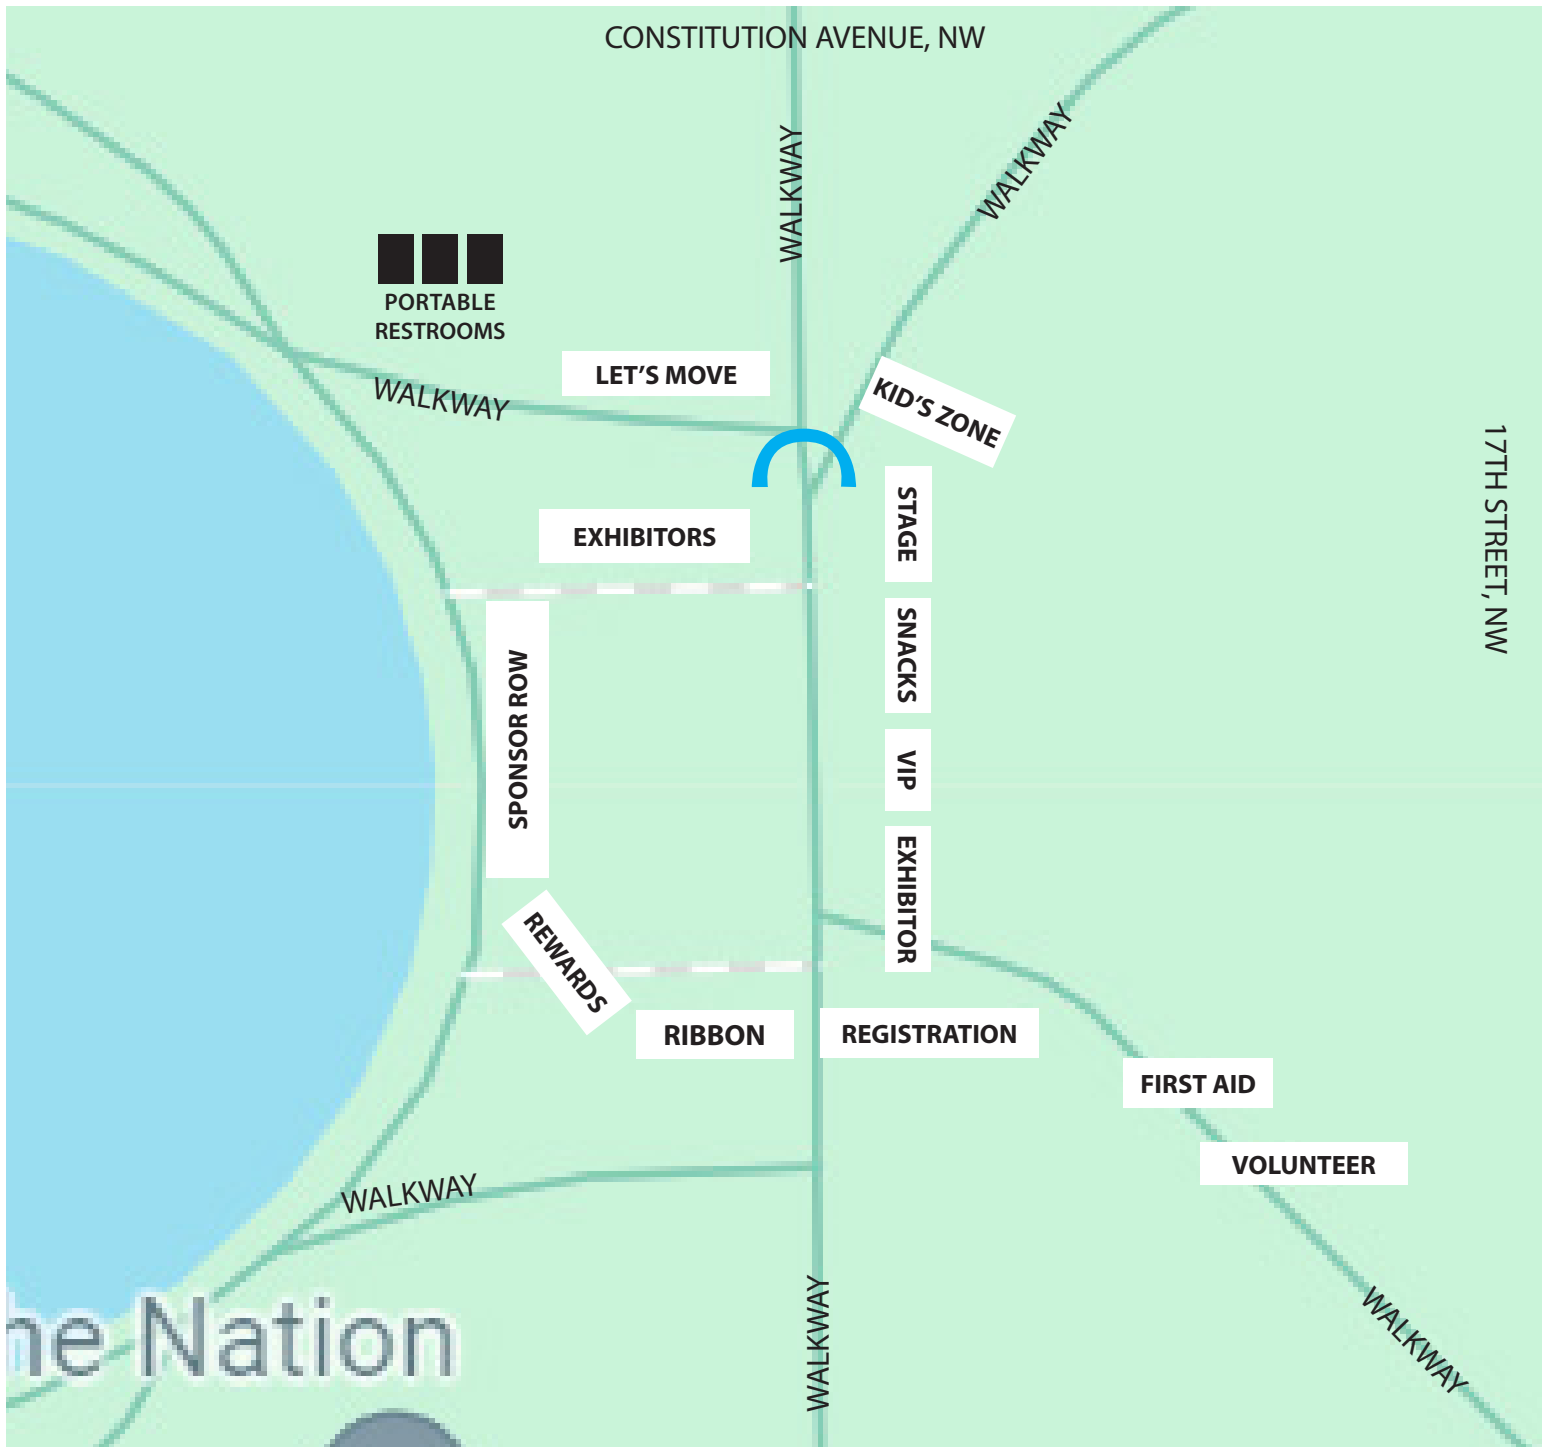 CONSTITUTION AVENUE, NW
WALKWAY
WALKWAY
PORTABLE
RESTROOMS
LET'S MOVE
WALKWAY
KID'S ZONE
17TH STREET, NW
STAGE
EXHIBITORS
SNACKS
SPONSOR ROW
VIP
EXHIBITOR
REWARDS
RIBBON
REGISTRATION
FIRST AID
VOLUNTEER
WALKWAY
he Nation
WALKWAY
WALKWAY